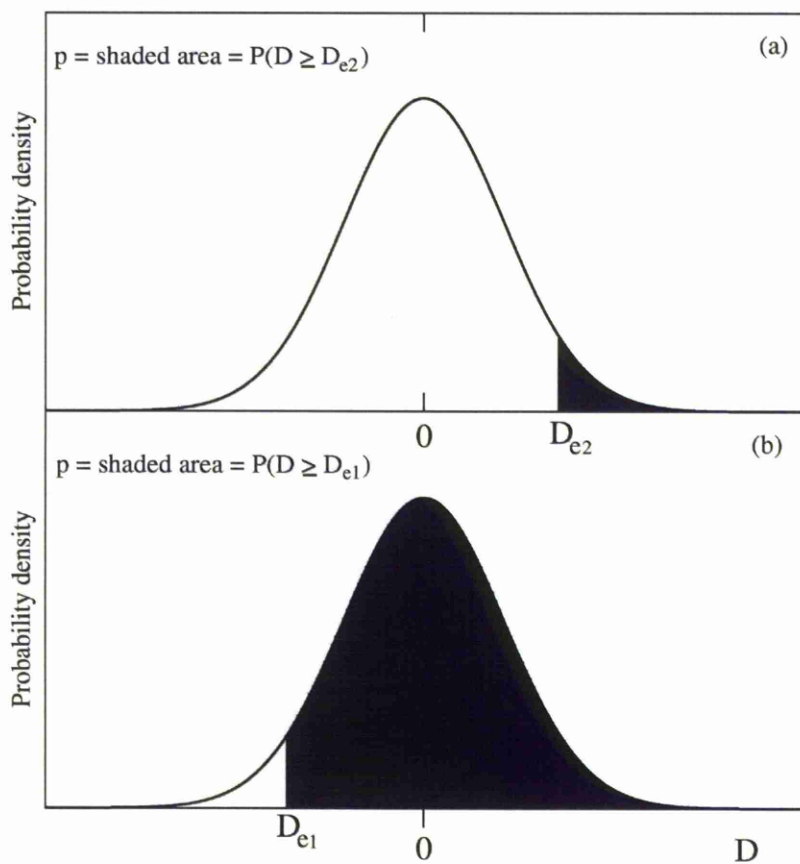 p = shaded area = P(D ≥ Dₑ₂)
(a)
Probability density
0
Dₑ₂
p = shaded area = P(D ≥ Dₑ₁)
(b)
Probability density
Dₑ₁
0
D